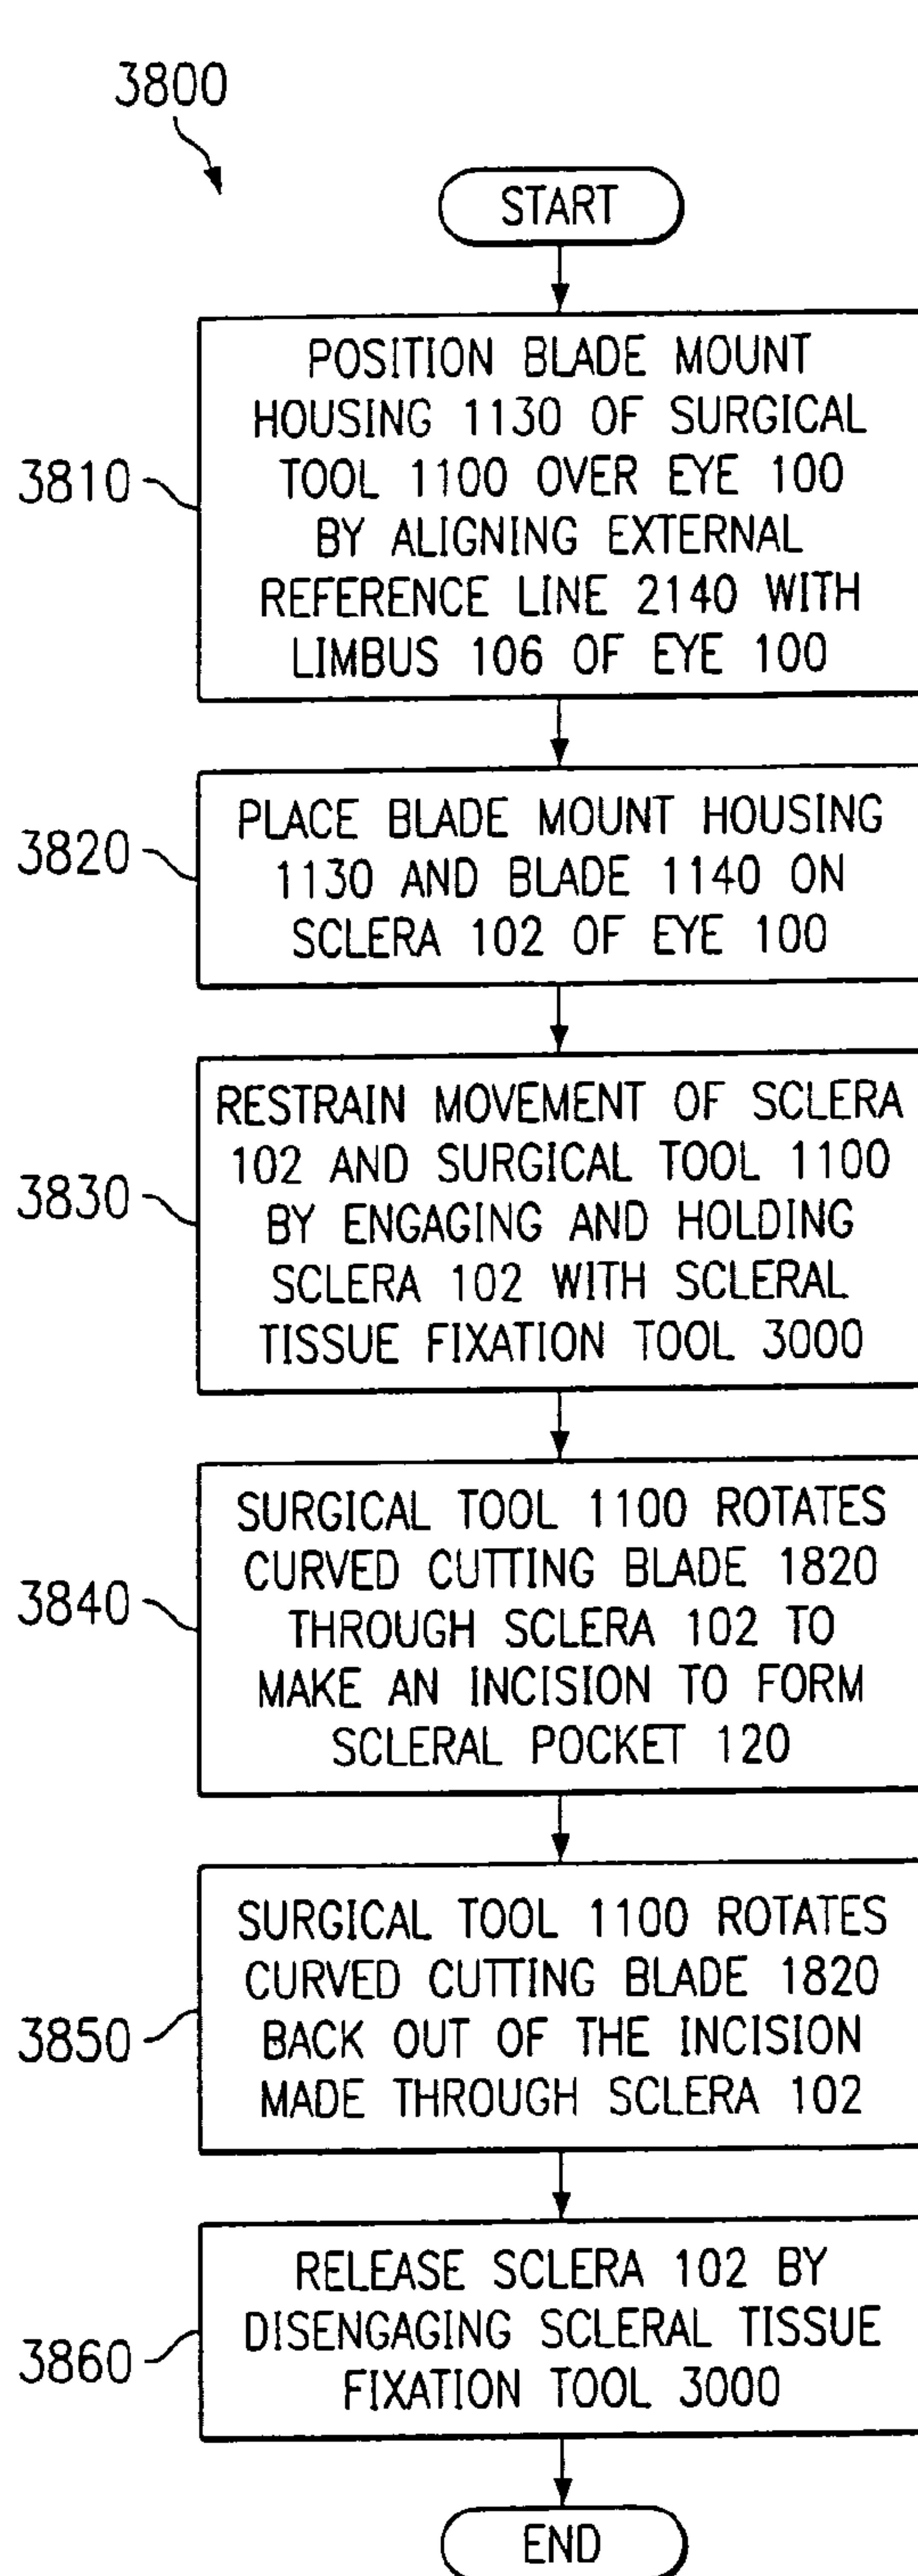 3800
START
3810
POSITION BLADE MOUNT
HOUSING 1130 OF SURGICAL
TOOL 1100 OVER EYE 100
BY ALIGNING EXTERNAL
REFERENCE LINE 2140 WITH
LIMBUS 106 OF EYE 100
3820
PLACE BLADE MOUNT HOUSING
1130 AND BLADE 1140 ON
SCLERA 102 OF EYE 100
3830
RESTRAIN MOVEMENT OF SCLERA
102 AND SURGICAL TOOL 1100
BY ENGAGING AND HOLDING
SCLERA 102 WITH SCLERAL
TISSUE FIXATION TOOL 3000
3840
SURGICAL TOOL 1100 ROTATES
CURVED CUTTING BLADE 1820
THROUGH SCLERA 102 TO
MAKE AN INCISION TO FORM
SCLERAL POCKET 120
3850
SURGICAL TOOL 1100 ROTATES
CURVED CUTTING BLADE 1820
BACK OUT OF THE INCISION
MADE THROUGH SCLERA 102
3860
RELEASE SCLERA 102 BY
DISENGAGING SCLERAL TISSUE
FIXATION TOOL 3000
END